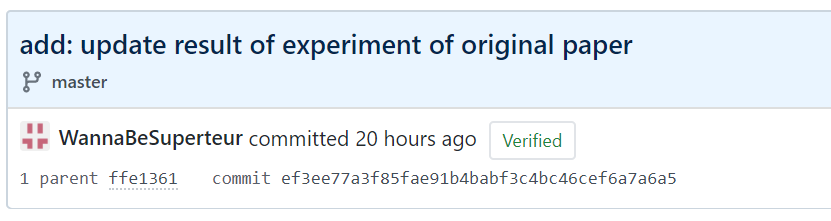 add: update result of experiment of original paper
master
WannaBeSuperteur committed 20 hours ago Verified
1 parent ffe1361 commit ef3ee77a3f85fae91b4babf3c4bc46cef6a7a6a5